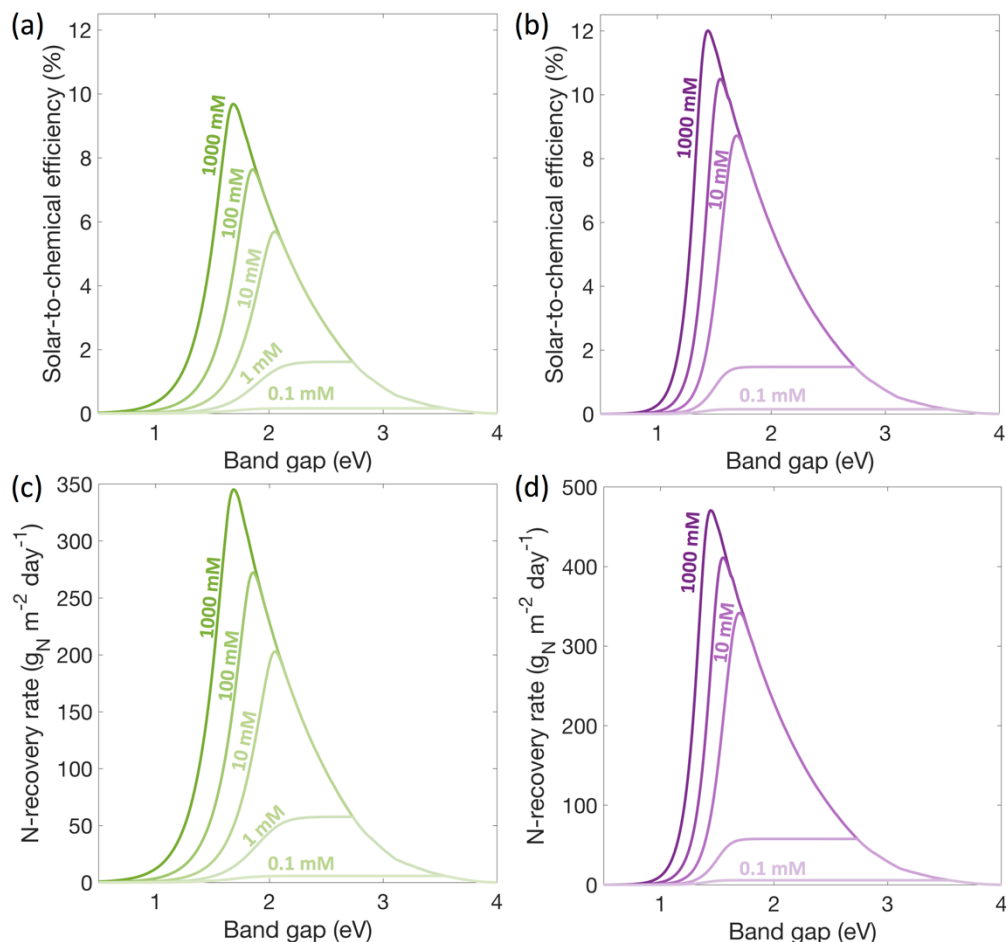 (a)
Solar-to-chemical efficiency (%)
12
10
8
6
4
2
0
1000 mM
100 mM
10 mM
1 mM
0.1 mM
1 2 3 4
Band gap (eV)
(b)
Solar-to-chemical efficiency (%)
12
10
8
6
4
2
0
1000 mM
10 mM
0.1 mM
1 2 3 4
Band gap (eV)
(c)
N-recovery rate (g_N m⁻² day⁻¹)
350
300
250
200
150
100
50
0
1000 mM
100 mM
10 mM
1 mM
0.1 mM
1 2 3 4
Band gap (eV)
(d)
N-recovery rate (g_N m⁻² day⁻¹)
500
400
300
200
100
0
1000 mM
10 mM
0.1 mM
1 2 3 4
Band gap (eV)